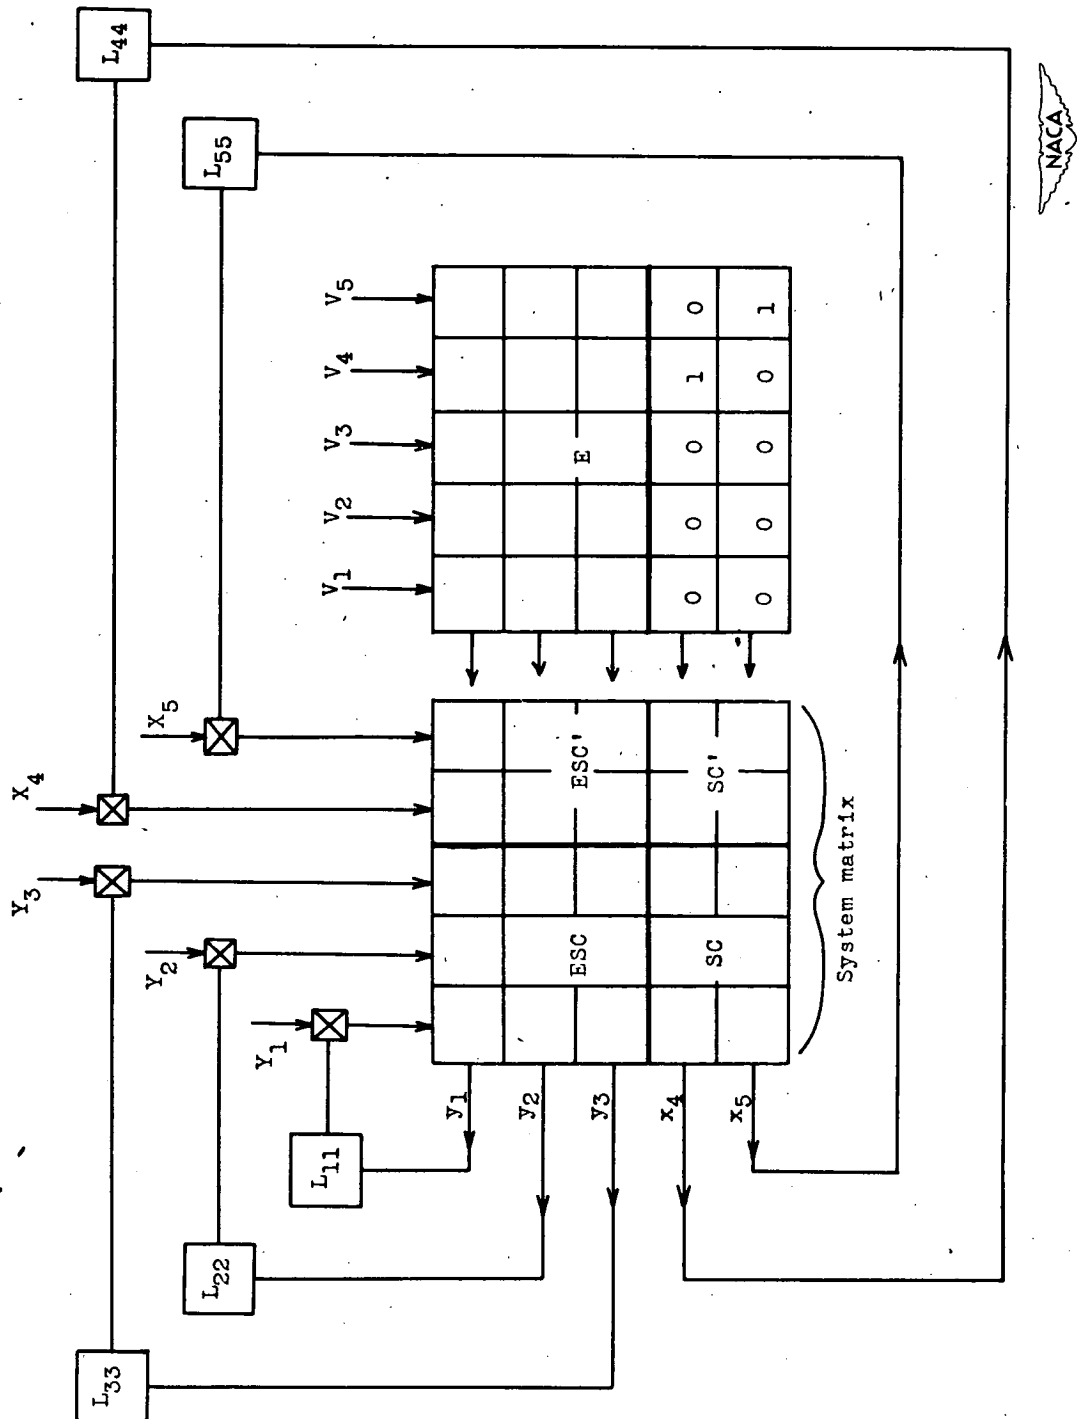 L44
L55
V1
V2
V3
V4
V5
E
0 0 0 1 0
0 0 0 0 1
X4
X5
Y3
Y2
Y1
L11
L22
L33
y1
y2
y3
x4
x5
ESC
ESC'
SC
SC'
System matrix
NACA